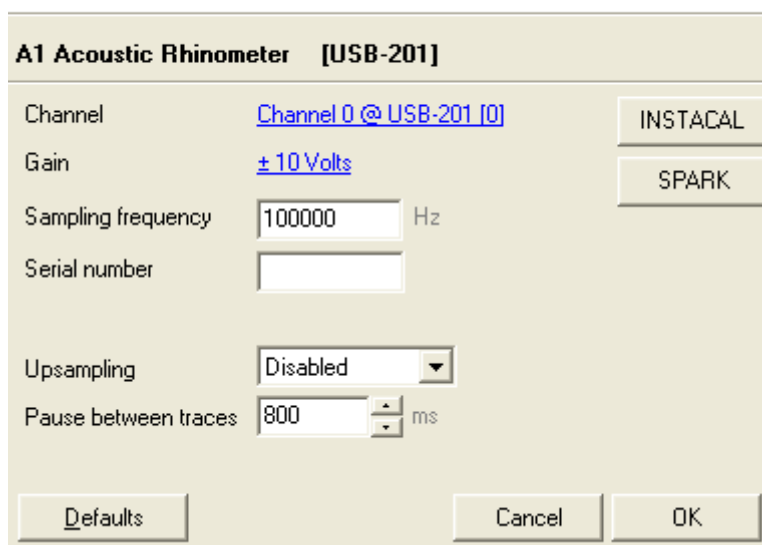 A1 Acoustic Rhinometer [USB-201]
Channel Channel 0 @ USB-201 [0] INSTACAL
Gain ± 10 Volts SPARK
Sampling frequency 100000 Hz
Serial number
Upsampling Disabled
Pause between traces 800 ms
Defaults Cancel OK